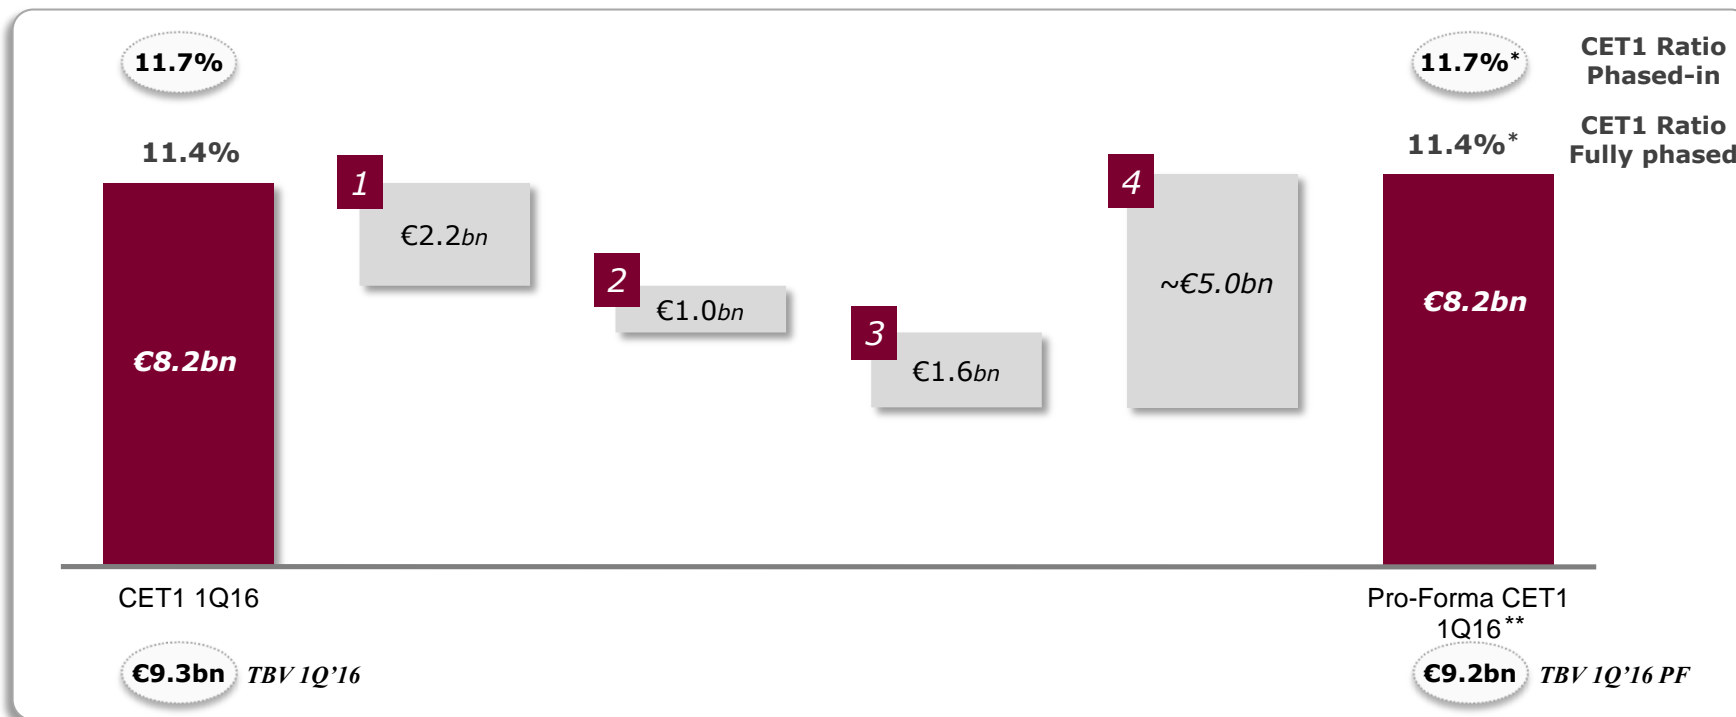 11.7%
11.7%*
CET1 Ratio
Phased-in
11.4%
11.4%*
CET1 Ratio
Fully phased
1
€2.2bn
2
€1.0bn
3
€1.6bn
4
~€5.0bn
€8.2bn
€8.2bn
CET1 1Q16
Pro-Forma CET1
1Q16**
€9.3bn TBV 1Q’16
€9.2bn TBV 1Q’16 PF